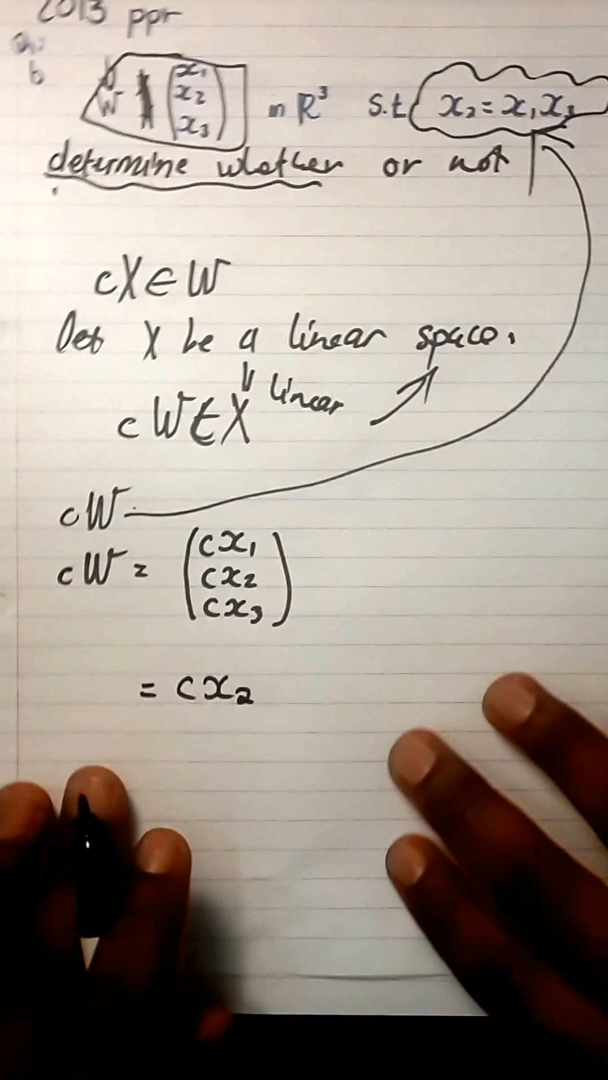 2013 ppr
b
W (x₁ x₂ x₃) in R³ s.t x₂ = x₁x₃
determine whether or not
cX ∈ W
Let X be a linear space.
linear
cW ∈ X
cW
cW = (cx₁ cx₂ cx₃)
= cx₂